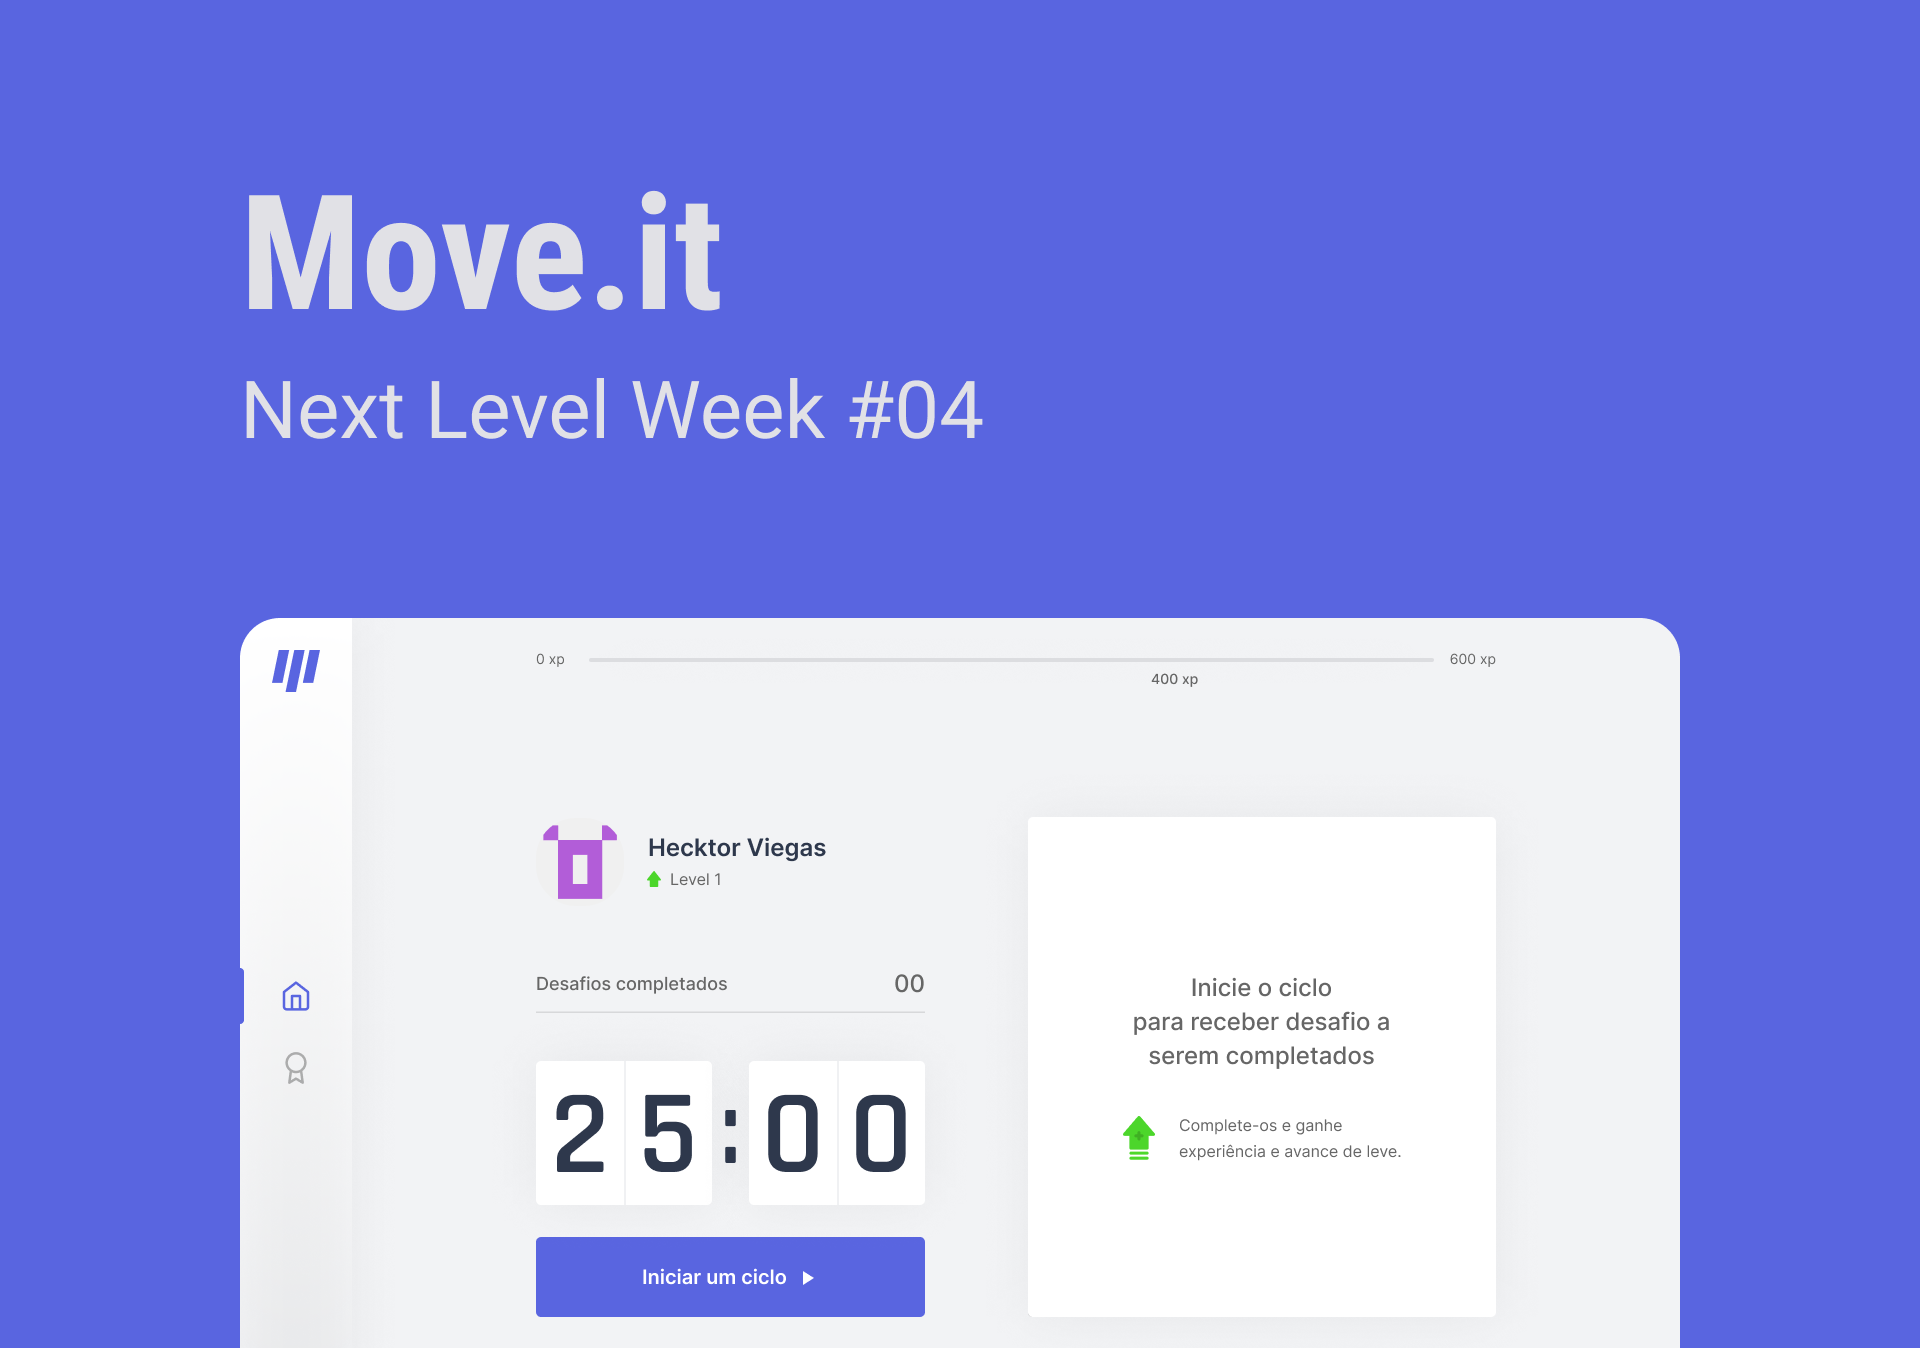 Move.it
Next Level Week #04
0 xp
600 xp
400 xp
Hecktor Viegas
Level 1
Desafios completados
00
25:00
Iniciar um ciclo
Inicie o ciclo
para receber desafio a
serem completados
Complete-os e ganhe
experiência e avance de leve.